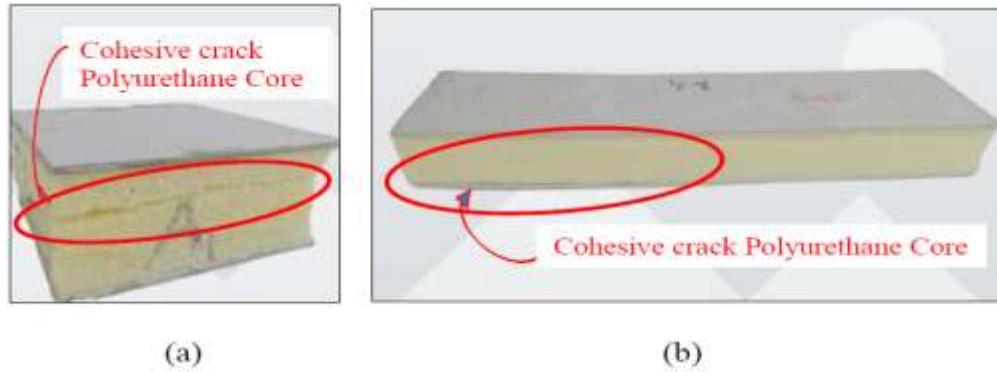 Cohesive crack
Polyurethane Core
Cohesive crack Polyurethane Core
(a)
(b)